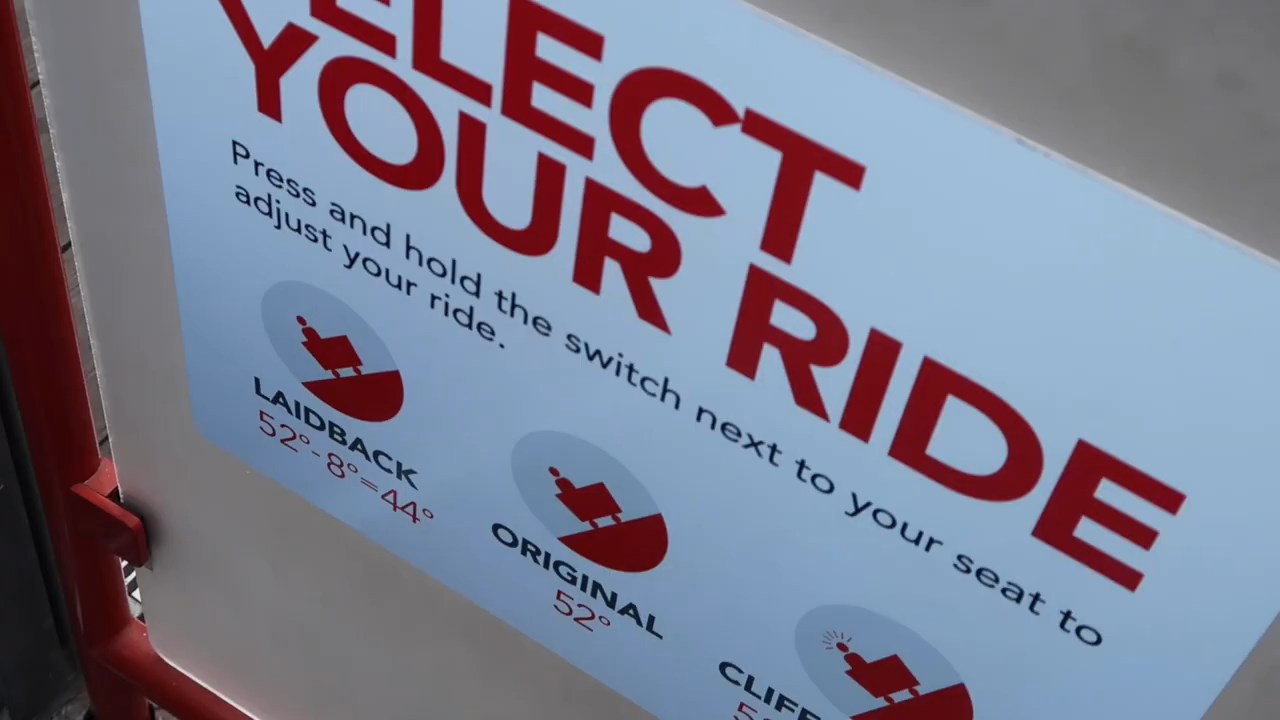 ELECT
YOUR RIDE
Press and hold the switch next to your seat to
adjust your ride.
LAIDBACK
52°-8°=44°
ORIGINAL
52°